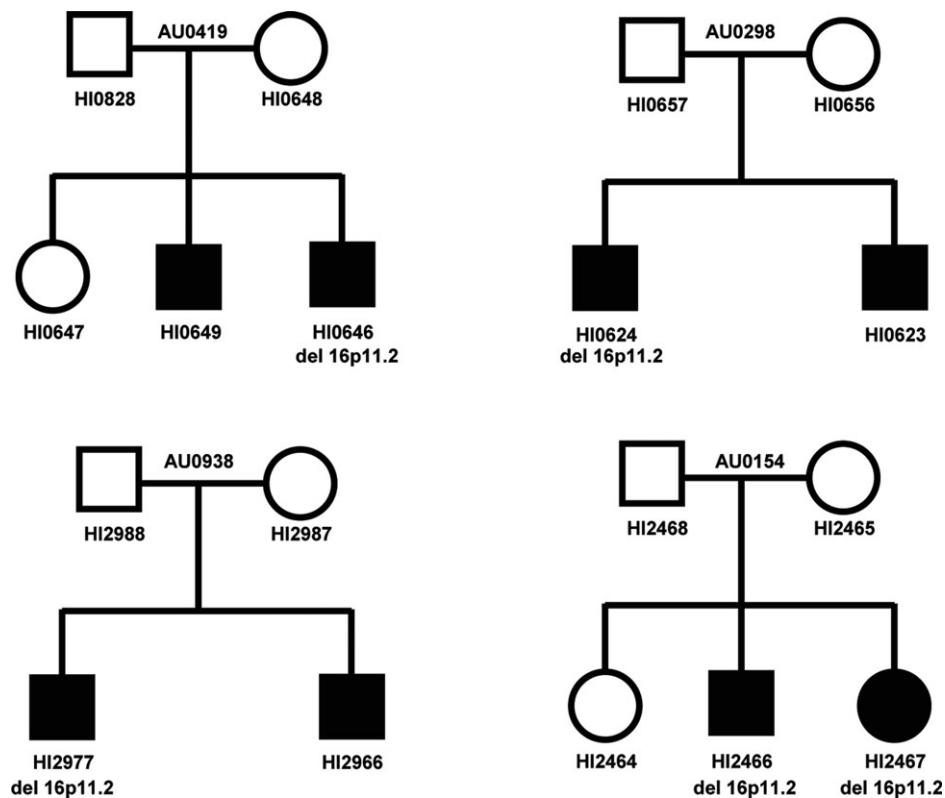 AU0419
HI0828
HI0648
HI0647
HI0649
HI0646
del 16p11.2
AU0298
HI0657
HI0656
HI0624
del 16p11.2
HI0623
AU0938
HI2988
HI2987
HI2977
del 16p11.2
HI2966
AU0154
HI2468
HI2465
HI2464
HI2466
del 16p11.2
HI2467
del 16p11.2